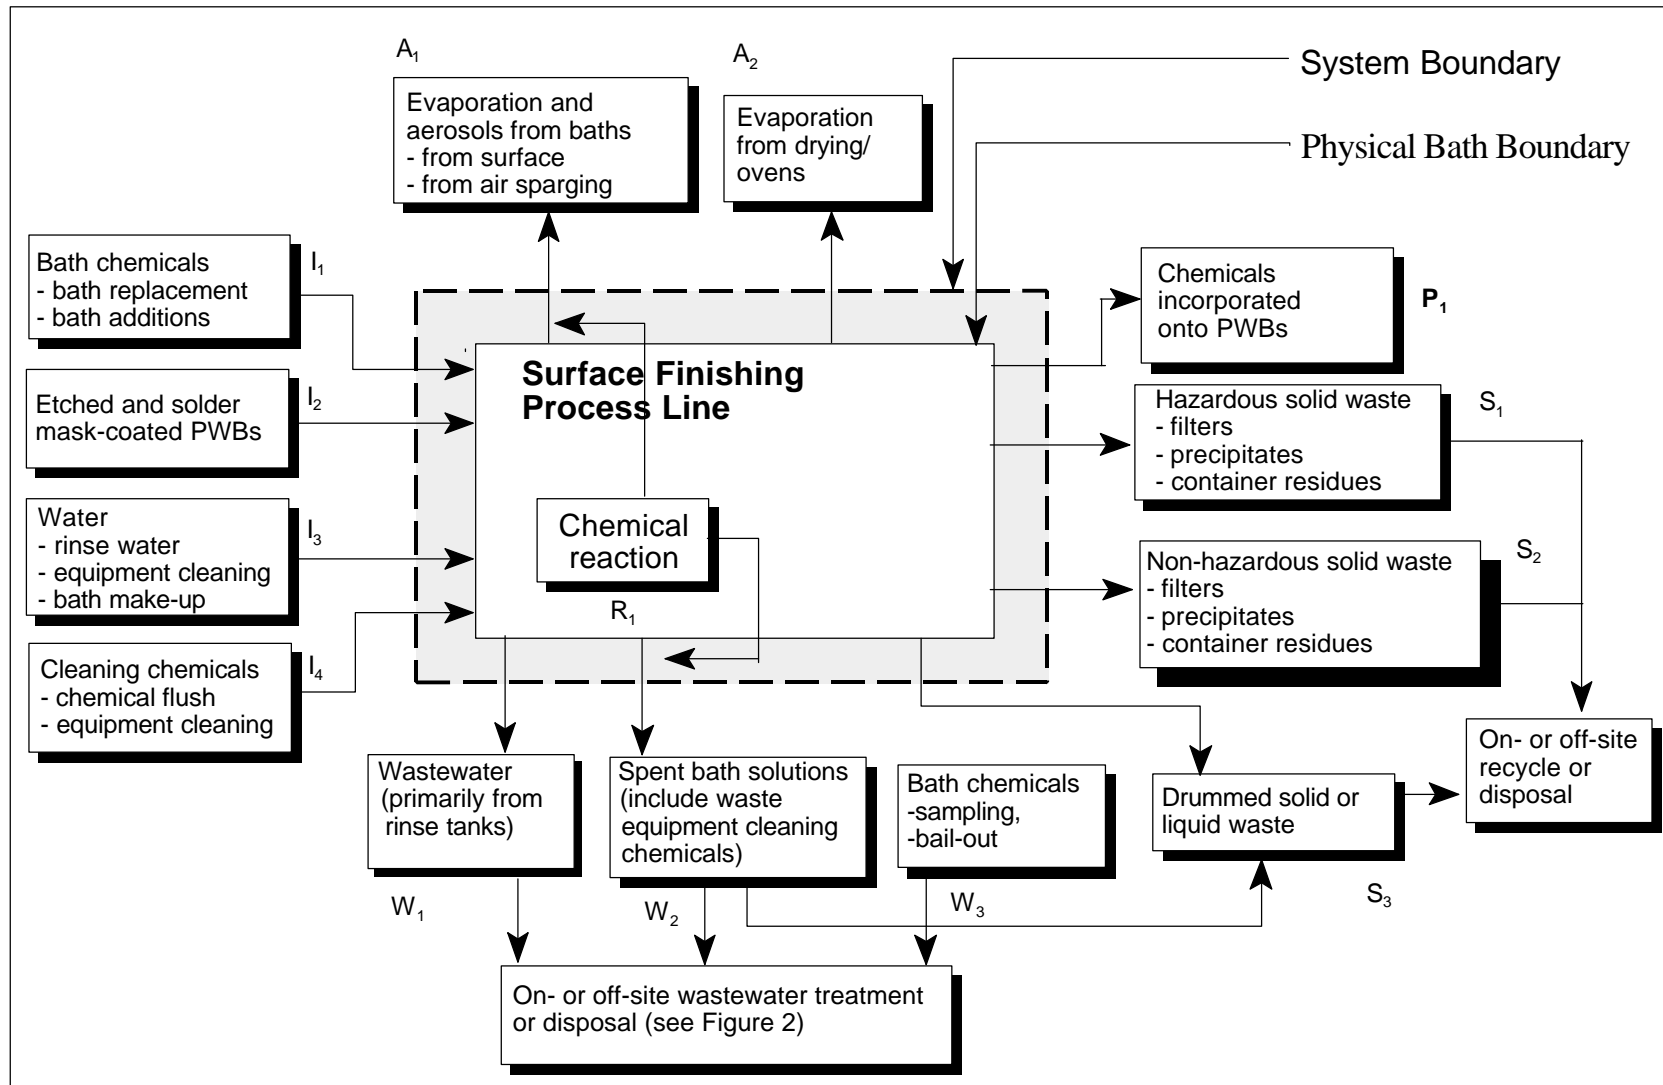 A1
A2
System Boundary
Evaporation and
aerosols from baths
- from surface
- from air sparging
Evaporation
from drying/
ovens
Physical Bath Boundary
Bath chemicals
- bath replacement
- bath additions
I1
Chemicals
incorporated
onto PWBs
P1
Surface Finishing
Process Line
Etched and solder
mask-coated PWBs
I2
Hazardous solid waste
- filters
- precipitates
- container residues
S1
Water
- rinse water
- equipment cleaning
- bath make-up
I3
Chemical
reaction
R1
Non-hazardous solid waste
- filters
- precipitates
- container residues
S2
Cleaning chemicals
- chemical flush
- equipment cleaning
I4
Wastewater
(primarily from
rinse tanks)
W1
Spent bath solutions
(include waste
equipment cleaning
chemicals)
W2
Bath chemicals
-sampling,
-bail-out
W3
Drummed solid or
liquid waste
S3
On- or off-site
recycle or
disposal
On- or off-site wastewater treatment
or disposal (see Figure 2)